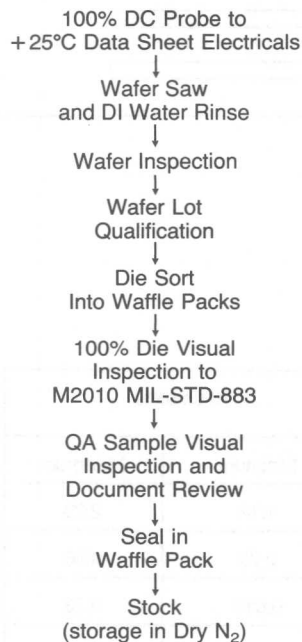 100% DC Probe to
+25°C Data Sheet Electricals
Wafer Saw
and DI Water Rinse
Wafer Inspection
Wafer Lot
Qualification
Die Sort
Into Waffle Packs
100% Die Visual
Inspection to
M2010 MIL-STD-883
QA Sample Visual
Inspection and
Document Review
Seal in
Waffle Pack
Stock
(storage in Dry N₂)